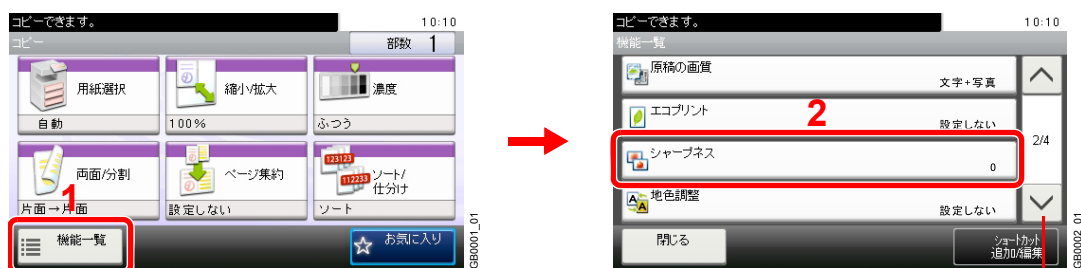 コピーできます。
10:10
コピー
部数 1
用紙選択
自動
縮小/拡大
100%
濃度
ふつう
両面/分割
片面→片面
ページ集約
設定しない
123123
112233
ソート/
仕分け
ソート
1
機能一覧
お気に入り
GB0001_01
コピーできます。
10:10
機能一覧
原稿の画質
文字+写真
エコプリント
設定しない
2
シャープネス
0
2/4
地色調整
設定しない
閉じる
ショートカット
追加/編集
GB0002_01